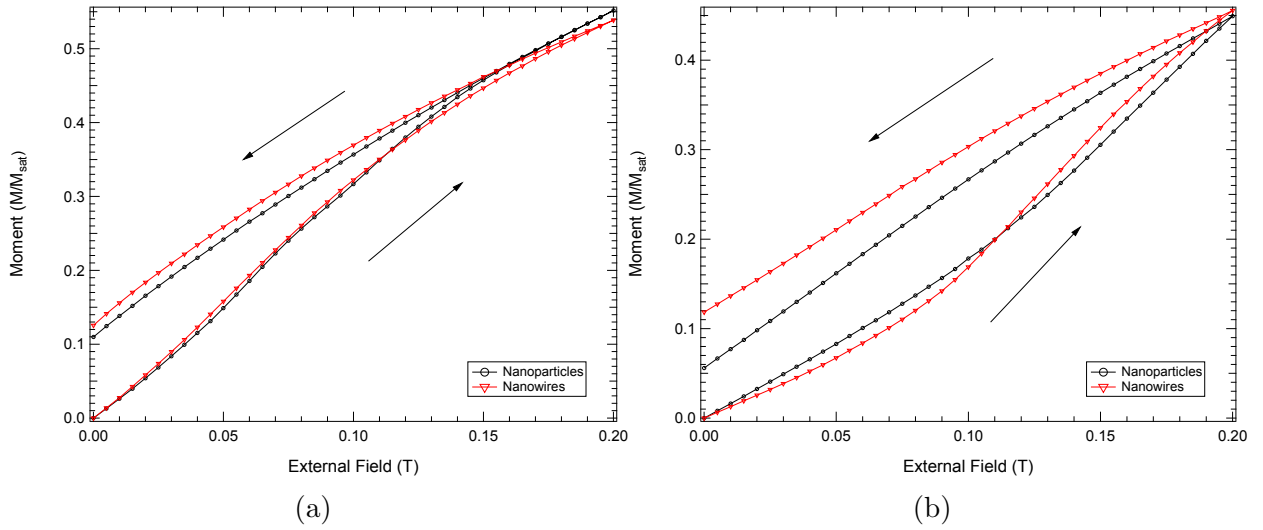 Moment (M/Msat)
0.5
0.4
0.3
0.2
0.1
0.0
Nanoparticles
Nanowires
0.00 0.05 0.10 0.15 0.20
External Field (T)
(a)
Moment (M/Msat)
0.4
0.3
0.2
0.1
0.0
Nanoparticles
Nanowires
0.00 0.05 0.10 0.15 0.20
External Field (T)
(b)